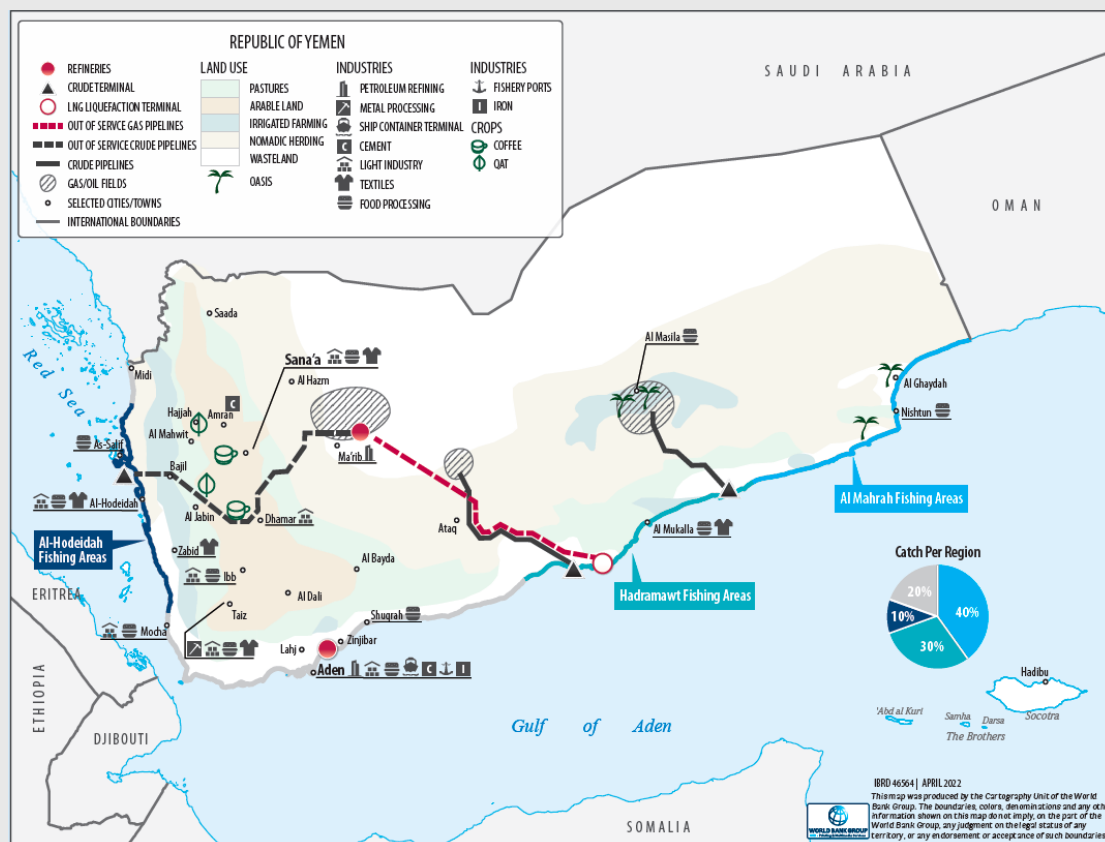 REPUBLIC OF YEMEN
REFINERIES
CRUDE TERMINAL
LNG LIQUEFACTION TERMINAL
OUT OF SERVCE GAS PIPELINES
OUT OF SERVICE CRUDE PIPELINES
CRUDE PIPELINES
GAS/OIL FIELDS
SELECTED CITIES/TOWNS
INTERNATIONAL BOUNDARIES
LAND USE
PASTURES
ARABLE LAND
IRRIGATED FARMING
NOMADIC HERDING
WASTELAND
OASIS
INDUSTRIES
PETROLEUM REFINING
METAL PROCESSING
SHIP CONTAINER TERMINAL
C
CEMENT
LIGHT INDUSTRY
TEXTILES
FOOD PROCESSING
INDUSTRIES
FISHERY PORTS
I
IRON
CROPS
COFFEE
QAT
SAUDI ARABIA
OMAN
Red Sea
Saada
Midi
Sana'a
Al Hazm
Hajjah
Amran
C
Al Mahwit
As-Salif
Bajil
Ma'rib
Al-Hodeidah
Al Jabin
Dhamar
Ataq
Al Masila
Al Ghaydah
Nishtun
Al Mahrah Fishing Areas
Al Mukalla
Al-Hodeidah
Fishing Areas
Zabid
Ibb
Al Bayda
Al Dali
Taiz
Hadramawt Fishing Areas
Shuqrah
Mocha
Zinjibar
Lahj
Aden
C
I
ERITREA
ETHIOPIA
DJIBOUTI
SOMALIA
Gulf of Aden
Catch Per Region
20%
40%
10%
30%
Hadibu
'Abd al Kuri
Samha
Darsa
Socotra
The Brothers
IBRD 46564 | APRIL 2022
This map was produced by the Cartography Unit of the World
Bank Group. The boundaries, colors, denominations and any oth
information shown on this map do not imply, on the part of the
World Bank Group, any judgment on the legal status of any
territory, or any endorsement or acceptance of such boundaries
WORLD BANK GROUP